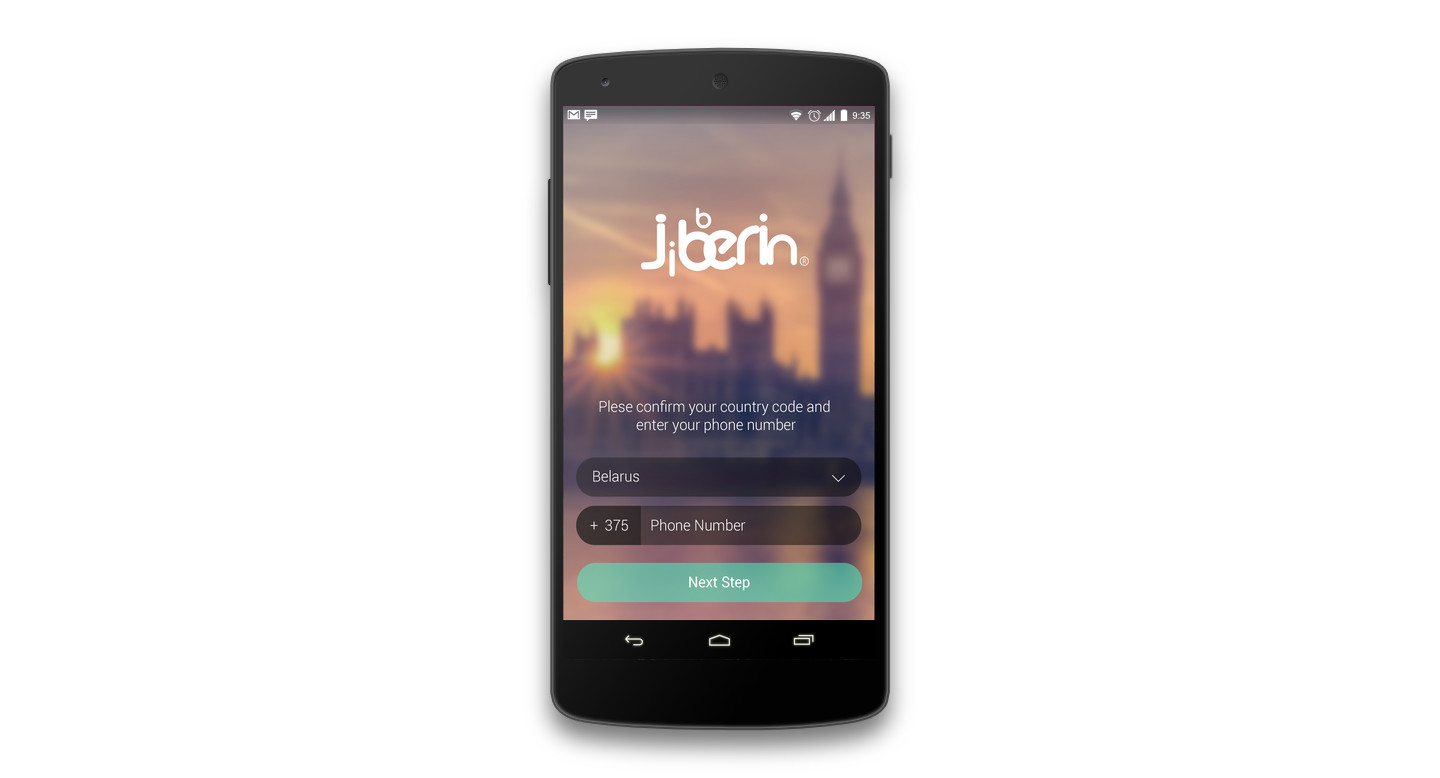 9:35
jibberin ®
Plese confirm your country code and
enter your phone number
Belarus
+ 375 Phone Number
Next Step